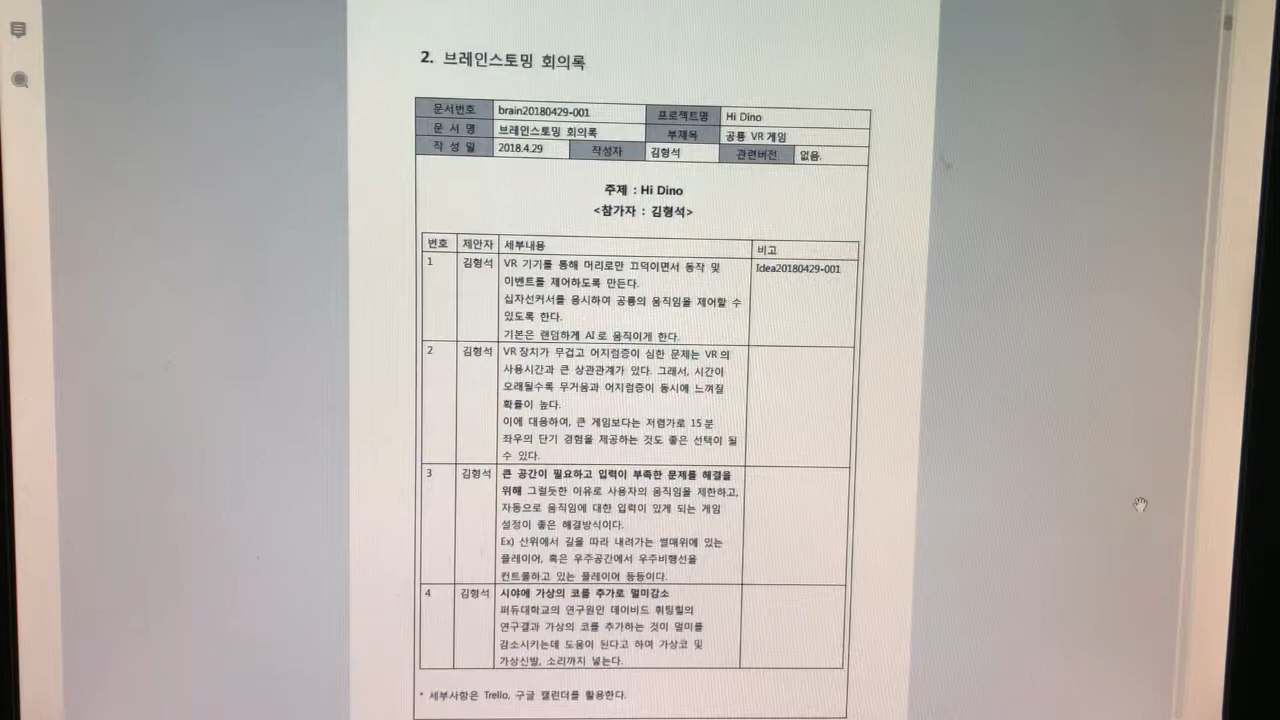 2. 브레인스토밍 회의록
문서번호 brain20180429-001 프로젝트명 Hi Dino
문 서 명 브레인스토밍 회의록 부제목 공룡 VR 게임
작 성 일 2018.4.29 작성자 김형석 관련버전 없음.
주제 : Hi Dino
<참가자 : 김형석>
번호 제안자 세부내용 비고
1 김형석 VR 기기를 통해 머리로만 끄덕이면서 동작 및 Idea20180429-001
이벤트를 제어하도록 만든다.
십자선커서를 응시하여 공룡의 움직임을 제어할 수
있도록 한다.
기본은 랜덤하게 AI로 움직이게 한다.
2 김형석 VR 장치가 무겁고 어지럼증이 심한 문제는 VR의
사용시간과 큰 상관관계가 있다. 그래서, 시간이
오래될수록 무거움과 어지럼증이 동시에 느껴질
확률이 높다.
이에 대응하여, 큰 게임보다는 저렴가로 15분
좌우의 단기 경험을 제공하는 것도 좋은 선택이 될
수 있다.
3 김형석 큰 공간이 필요하고 입력이 부족한 문제를 해결을
위해 그럴듯한 이유로 사용자의 움직임을 제한하고,
자동으로 움직임에 대한 입력이 있게 되는 게임
설정이 좋은 해결방식이다.
Ex) 산위에서 길을 따라 내려가는 썰매위에 있는
플레이어, 혹은 우주공간에서 우주비행선을
컨트롤하고 있는 플레이어 등등이다.
4 김형석 시야에 가상의 코를 추가로 멀미감소
퍼듀대학교의 연구원인 데이비드 휘팅힐의
연구결과 가상의 코를 추가하는 것이 멀미를
감소시키는데 도움이 된다고 하며 가상코 및
가상신발, 소리까지 넣는다.
* 세부사항은 Trello, 구글 캘린더를 활용한다.